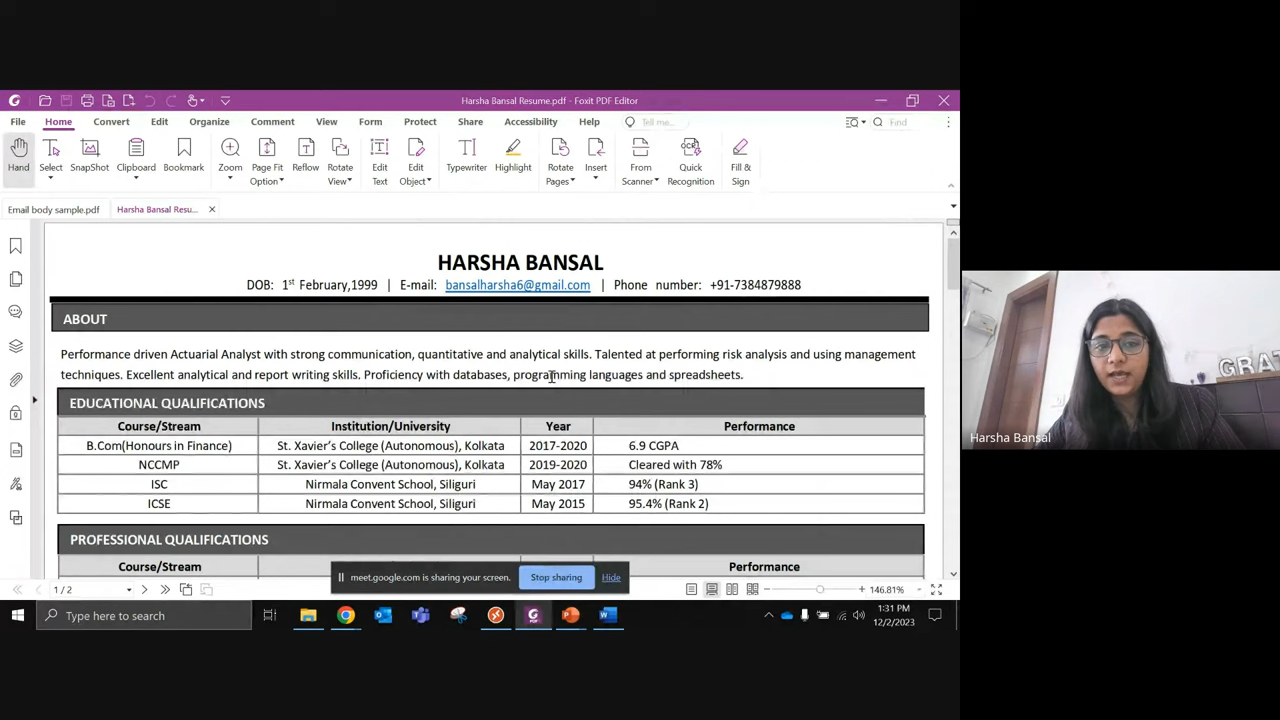 Harsha Bansal Resume.pdf - Foxit PDF Editor
File Home Convert Edit Organize Comment View Form Protect Share Accessibility Help Tell me... Find
Hand Select SnapShot Clipboard Bookmark Zoom Page Fit Option Reflow Rotate View Edit Text Edit Object Typewriter Highlight Rotate Pages Insert From Scanner OCR Quick Recognition Fill & Sign
Email body sample.pdf Harsha Bansal Resu...
HARSHA BANSAL
DOB: 1st February,1999 | E-mail: bansalharsha6@gmail.com | Phone number: +91-7384879888
ABOUT
Performance driven Actuarial Analyst with strong communication, quantitative and analytical skills. Talented at performing risk analysis and using management
techniques. Excellent analytical and report writing skills. Proficiency with databases, programming languages and spreadsheets.
EDUCATIONAL QUALIFICATIONS
Course/Stream Institution/University Year Performance
B.Com(Honours in Finance) St. Xavier's College (Autonomous), Kolkata 2017-2020 6.9 CGPA
NCCMP St. Xavier's College (Autonomous), Kolkata 2019-2020 Cleared with 78%
ISC Nirmala Convent School, Siliguri May 2017 94% (Rank 3)
ICSE Nirmala Convent School, Siliguri May 2015 95.4% (Rank 2)
PROFESSIONAL QUALIFICATIONS
Course/Stream Performance
meet.google.com is sharing your screen. Stop sharing Hide
1 / 2 146.81%
Type here to search 1:31 PM
12/2/2023
GRAT
Harsha Bansal